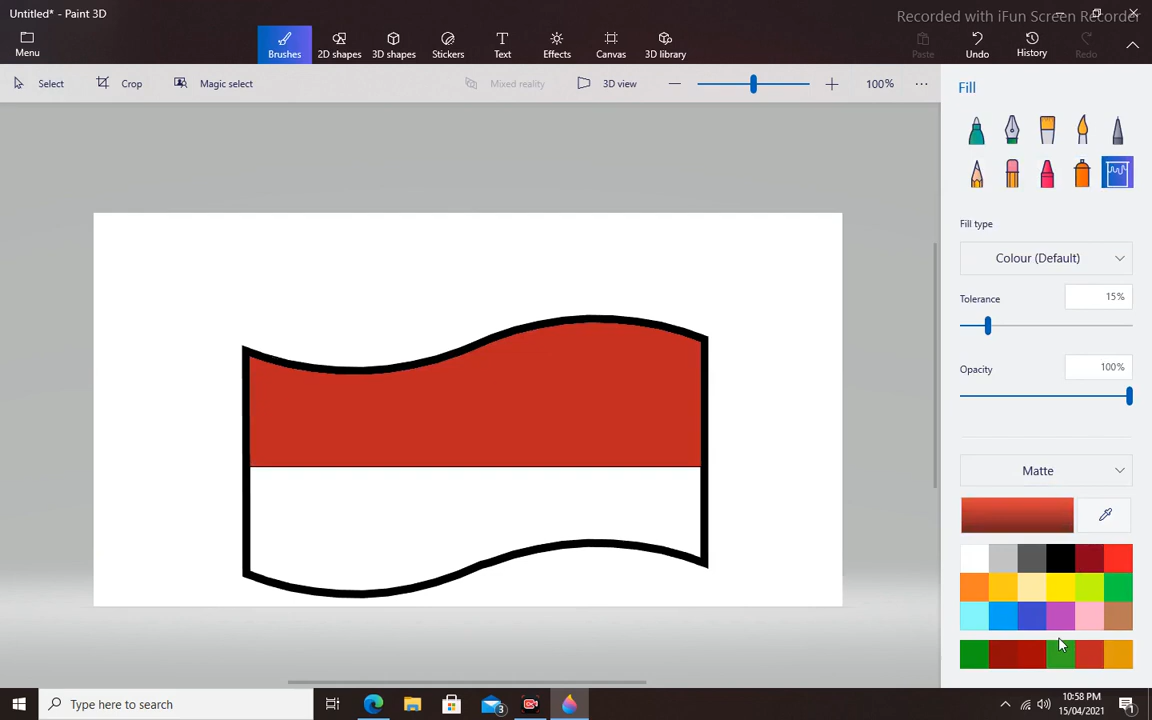 Untitled* - Paint 3D
Recorded with iFun Screen Recorder
Menu
Brushes
2D shapes
3D shapes
Stickers
Text
Effects
Canvas
3D library
Paste
Undo
History
Redo
Select
Crop
Magic select
Mixed reality
3D view
100%
Fill
Fill type
Colour (Default)
Tolerance
15%
Opacity
100%
Matte
Type here to search
3
10:58 PM
15/04/2021
1